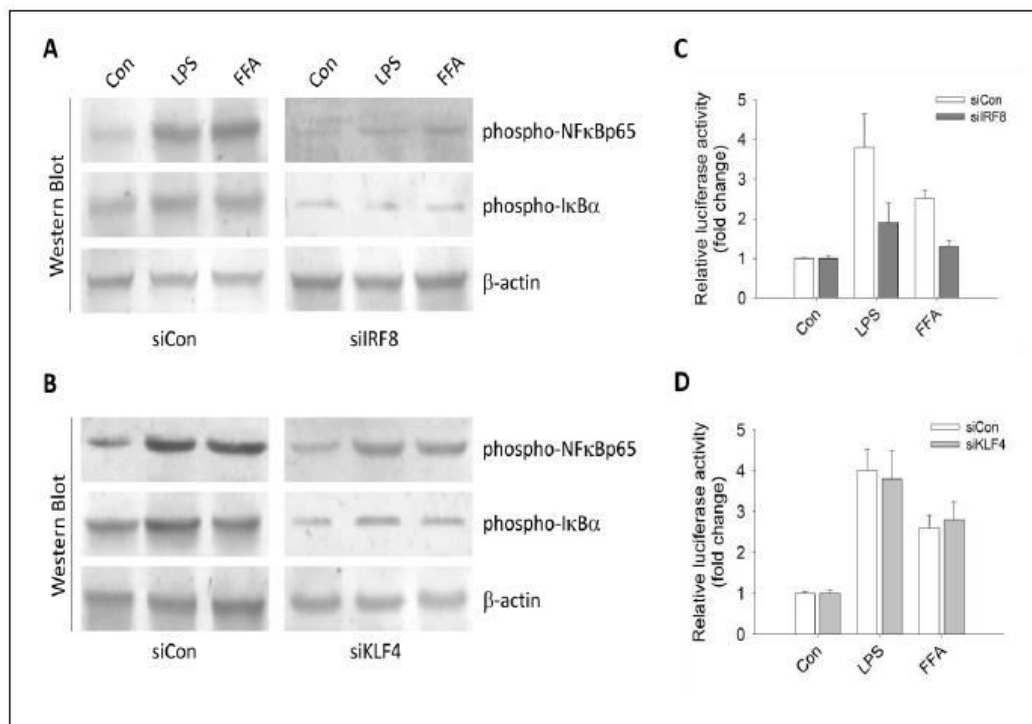 A
Con LPS FFA Con LPS FFA
Western Blot
phospho-NFκBp65
phospho-IκBα
β-actin
siCon siIRF8
B
Western Blot
phospho-NFκBp65
phospho-IκBα
β-actin
siCon siKLF4
C
siCon
siIRF8
Relative luciferase activity
(fold change)
5
4
3
2
1
0
Con LPS FFA
D
siCon
siKLF4
Relative luciferase activity
(fold change)
5
4
3
2
1
0
Con LPS FFA